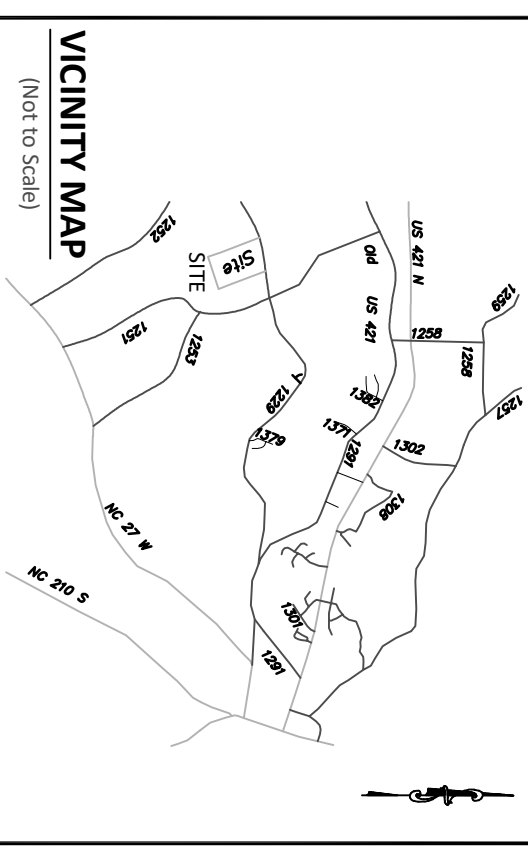 VICINITY MAP
(Not to Scale)
1252
SITE
Site
1251
1253
US 421 N
Old US 421
1259
1258
1258
1257
1382
1229
1371
1379
1291
1302
1308
NC 27 W
NC 210 S
1301
1291